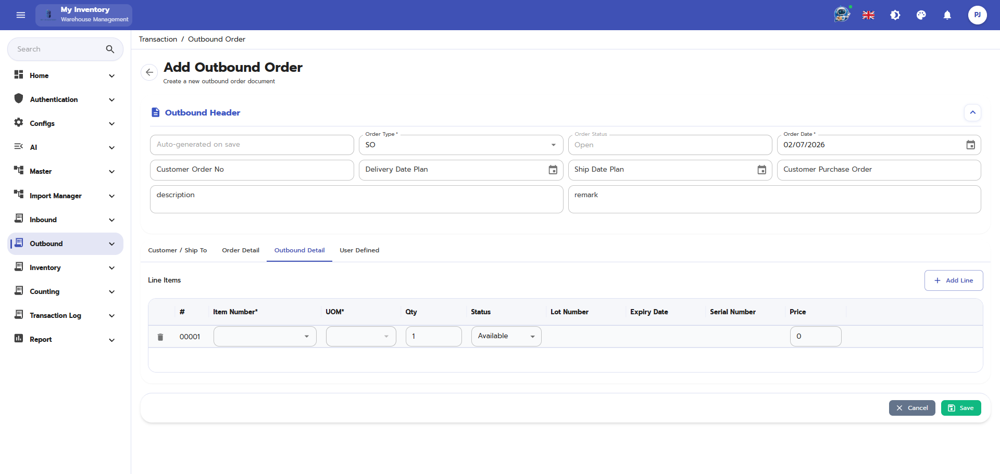 My Inventory
Warehouse Management
PJ
Search
Home
Authentication
Configs
AI
Master
Import Manager
Inbound
Outbound
Inventory
Counting
Transaction Log
Report
Transaction / Outbound Order
Add Outbound Order
Create a new outbound order document
Outbound Header
Auto-generated on save
Order Type *
SO
Order Status
Open
Order Date *
02/07/2026
Customer Order No
Delivery Date Plan
Ship Date Plan
Customer Purchase Order
description
remark
Customer / Ship To
Order Detail
Outbound Detail
User Defined
Line Items
Add Line
# Item Number* UOM* Qty Status Lot Number Expiry Date Serial Number Price
00001 1 Available 0
Cancel
Save